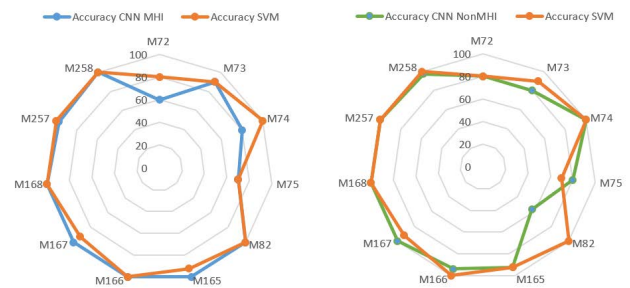 Accuracy CNN MHI
Accuracy SVM
M72
M73
M74
M75
M82
M165
M166
M167
M168
M257
M258
100
80
60
40
20
0
Accuracy CNN NonMHI
Accuracy SVM
M72
M73
M74
M75
M82
M165
M166
M167
M168
M257
M258
100
80
60
40
20
0